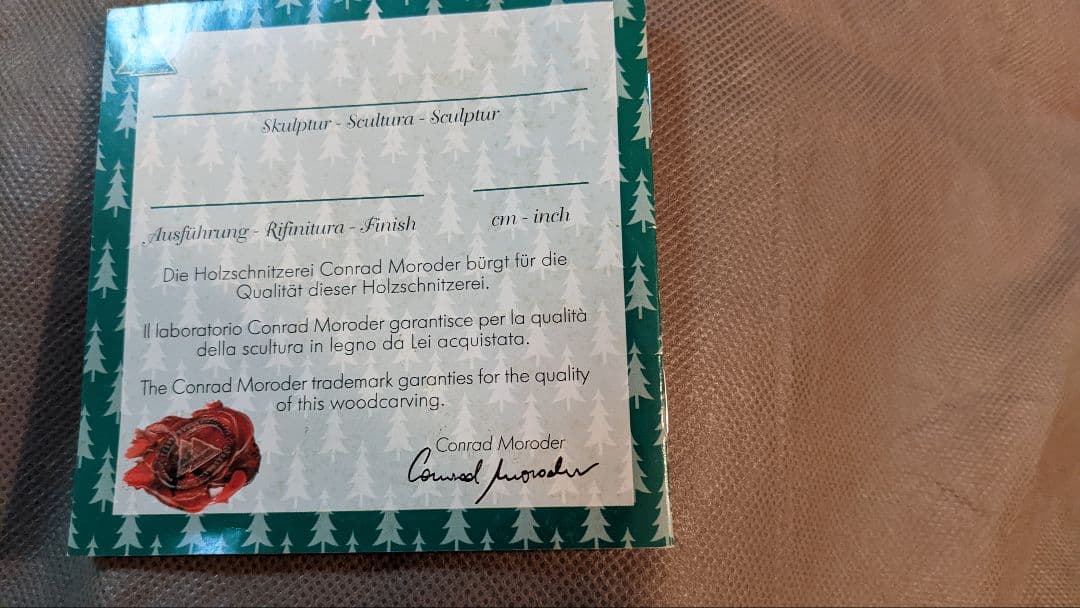 Skulptur - Scultura - Sculptur
Ausführung - Rifinitura - Finish
cm - inch
Die Holzschnitzerei Conrad Moroder bürgt für die
Qualität dieser Holzschnitzerei.
Il laboratorio Conrad Moroder garantisce per la qualità
della scultura in legno da Lei acquistata.
The Conrad Moroder trademark garanties for the quality
of this woodcarving.
Conrad Moroder
Conrad Moroder